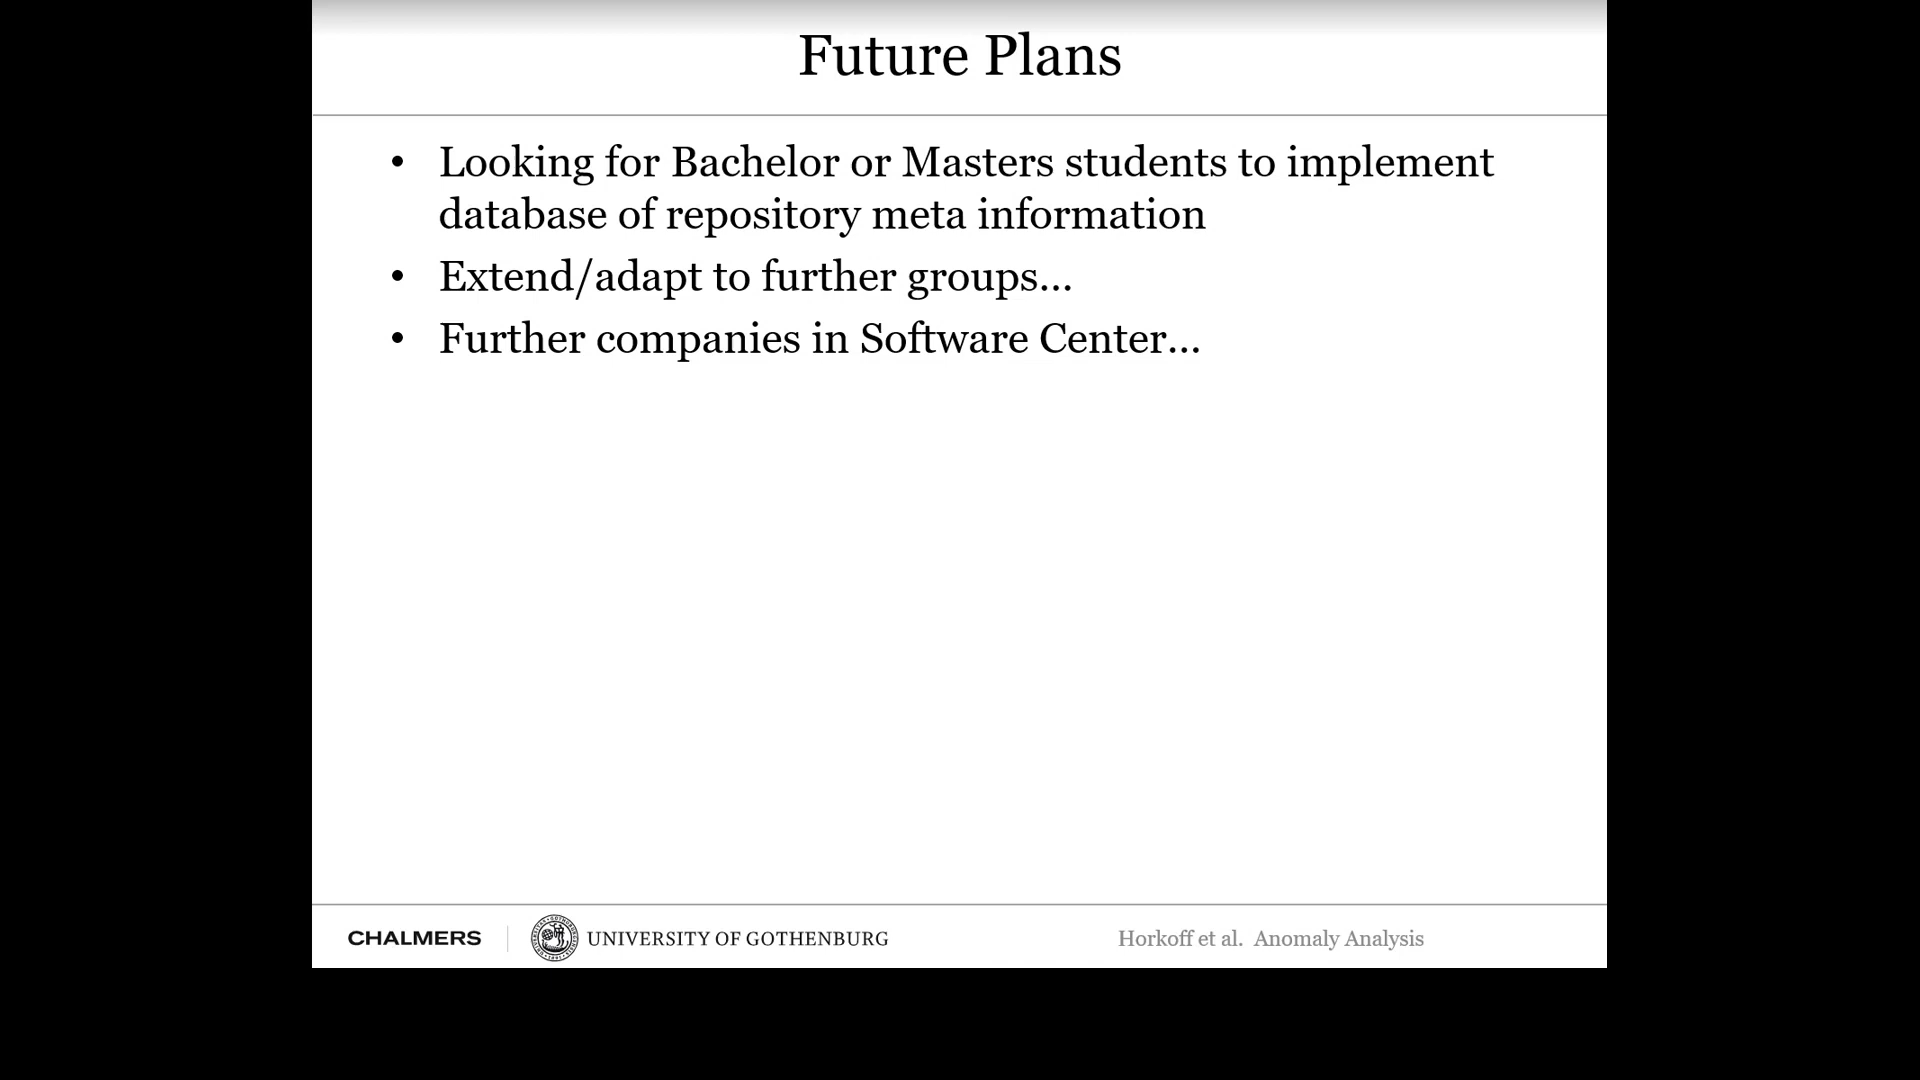 Future Plans
• Looking for Bachelor or Masters students to implement
database of repository meta information
• Extend/adapt to further groups...
• Further companies in Software Center...
CHALMERS
UNIVERSITY OF GOTHENBURG
Horkoff et al. Anomaly Analysis